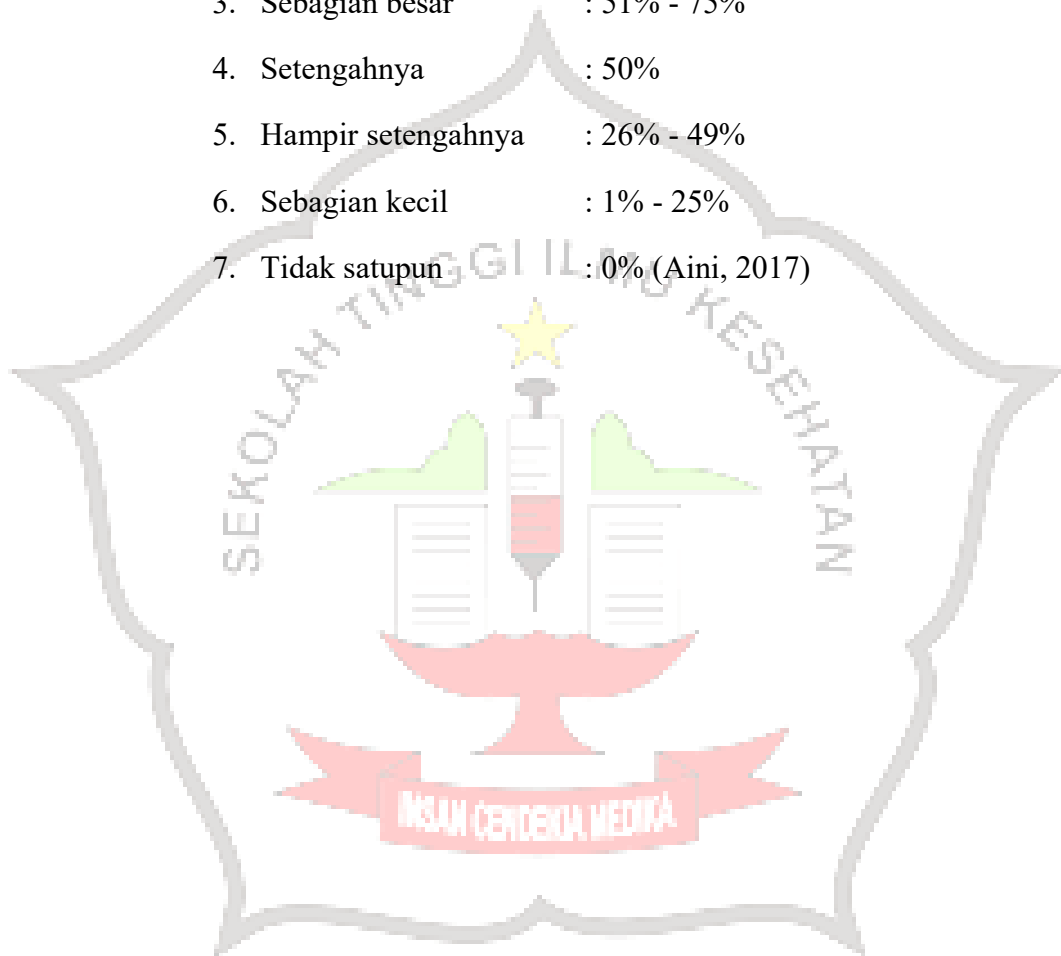 3. Sebagian besar : 51% - 75%
4. Setengahnya : 50%
5. Hampir setengahnya : 26% - 49%
6. Sebagian kecil : 1% - 25%
7. Tidak satupun : 0% (Aini, 2017)
SEKOLAH TINGGI ILMU KESEHATAN
INSAN CENDEKIA MEDIKA